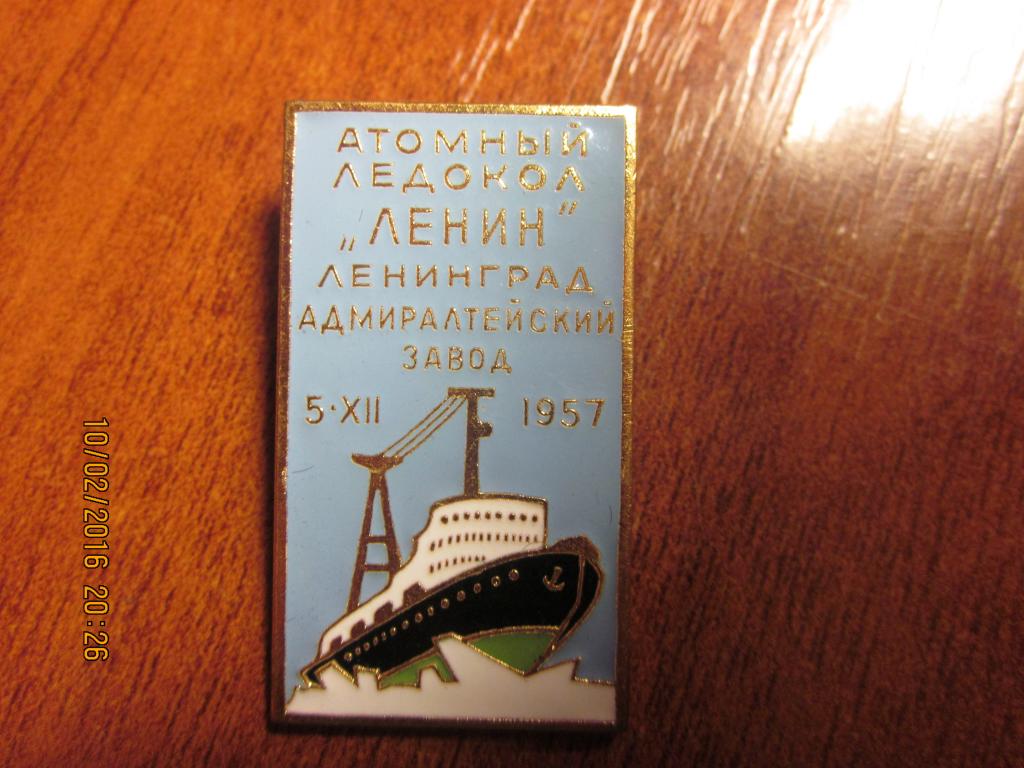 АТОМНЫЙ
ЛЕДОКОЛ
„ЛЕНИН"
ЛЕНИНГРАД
АДМИРАЛТЕЙСКИЙ
ЗАВОД
5·XII 1957
10/02/2016 20:26